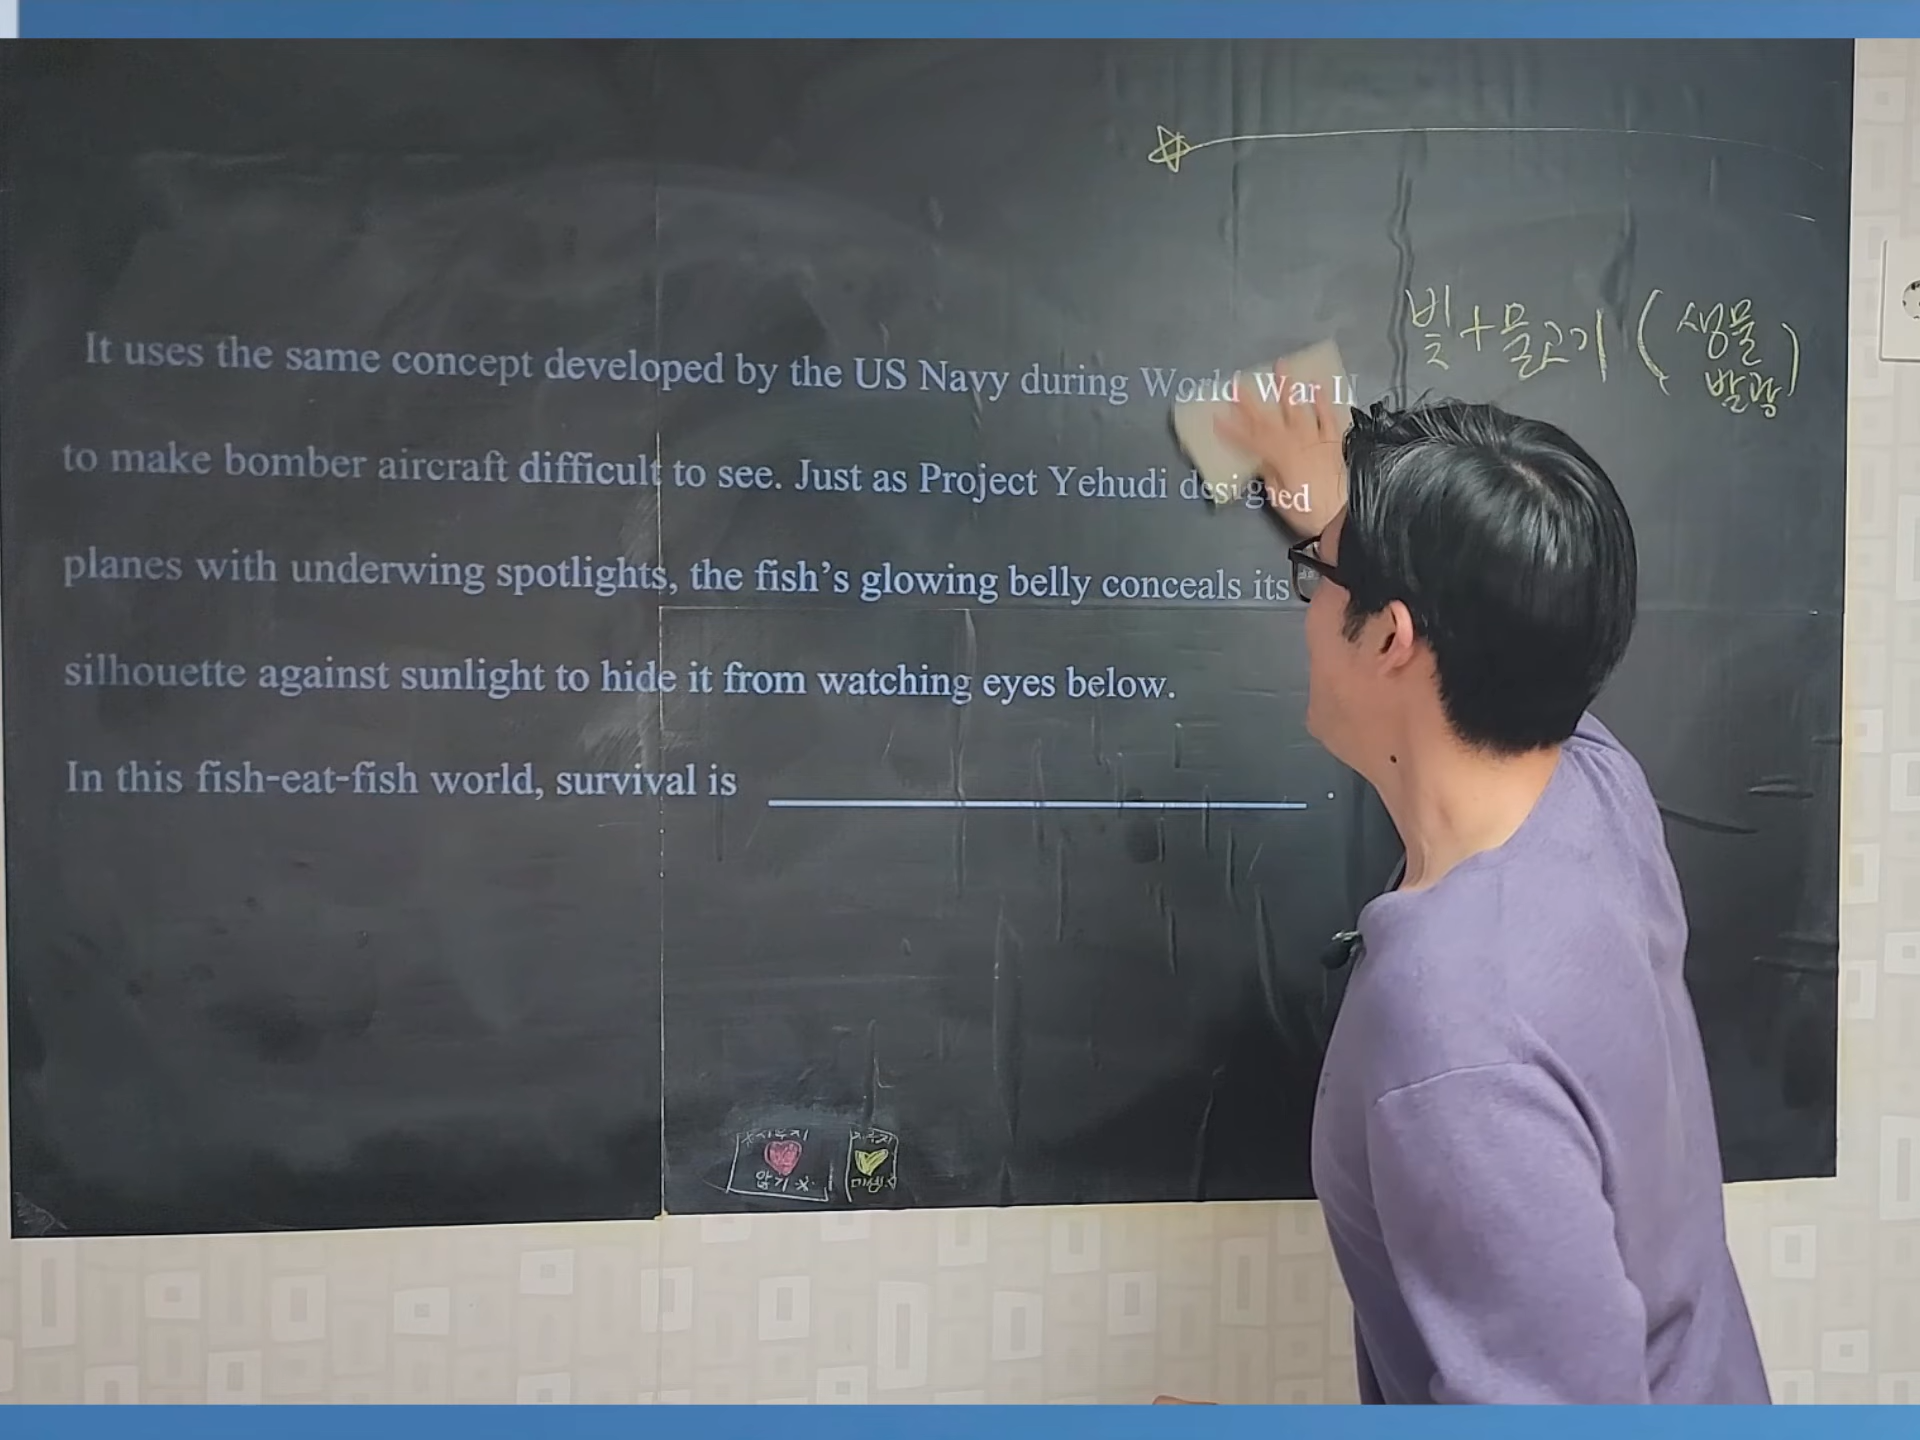 빛+물고기 (생물
발광)
It uses the same concept developed by the US Navy during World War II
to make bomber aircraft difficult to see. Just as Project Yehudi designed
planes with underwing spotlights, the fish's glowing belly conceals its
silhouette against sunlight to hide it from watching eyes below.
In this fish-eat-fish world, survival is ________ .